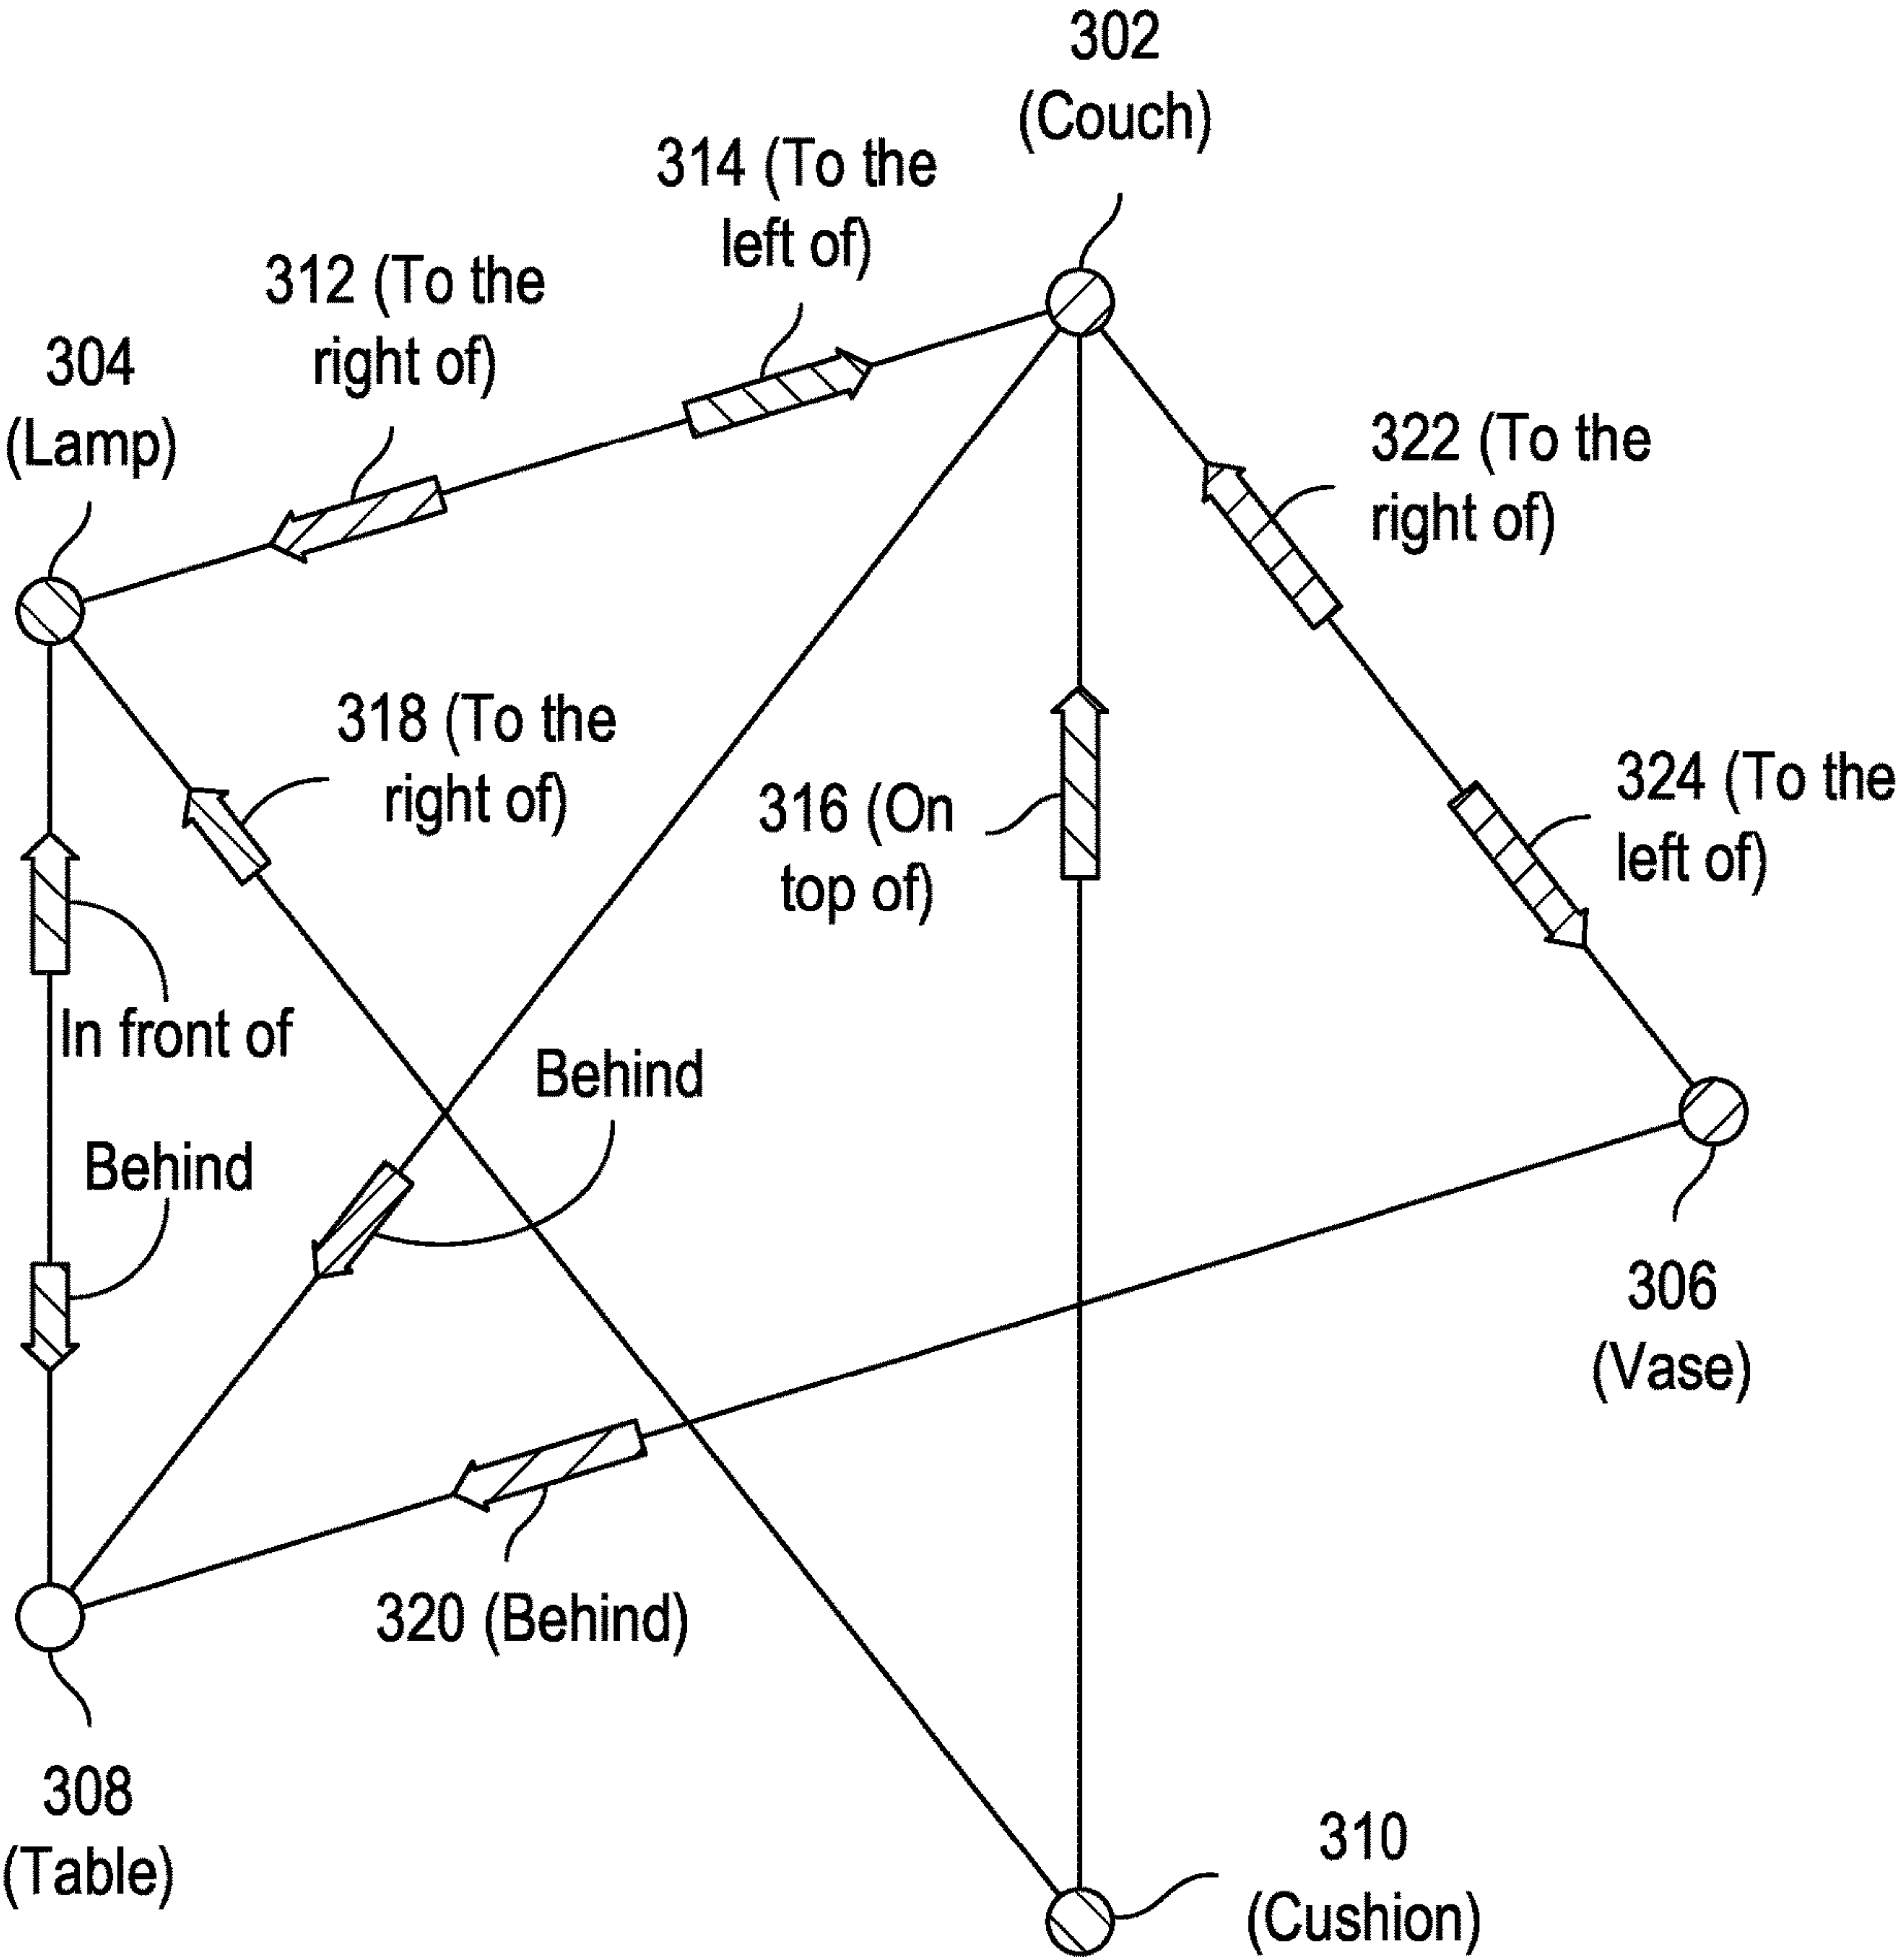 302
(Couch)
314 (To the
left of)
312 (To the
right of)
304
(Lamp)
322 (To the
right of)
318 (To the
right of)
316 (On
top of)
324 (To the
left of)
In front of
Behind
Behind
306
(Vase)
320 (Behind)
308
(Table)
310
(Cushion)